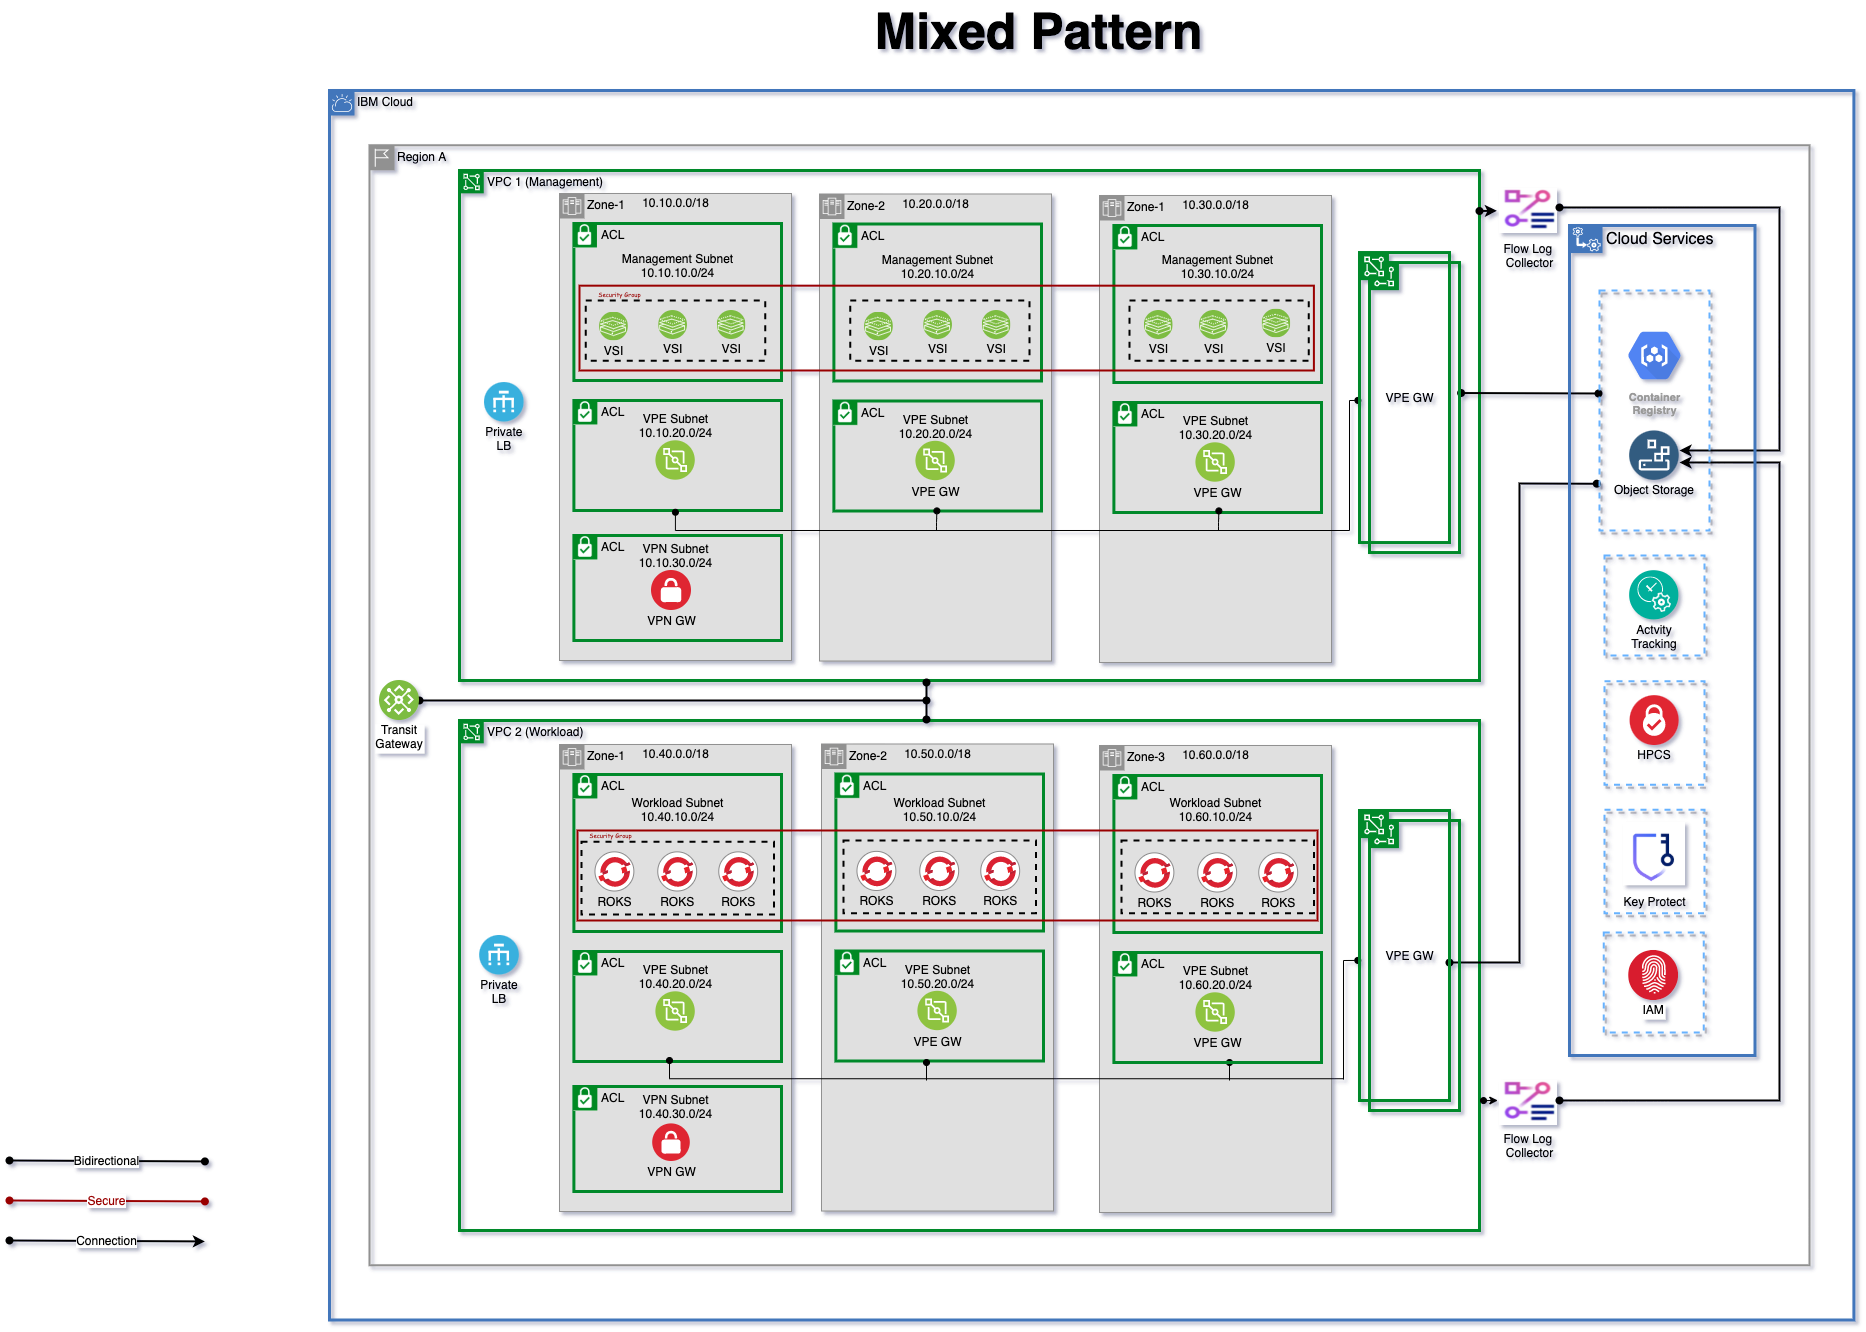 Mixed Pattern
IBM Cloud
Region A
VPC 1 (Management)
Zone-1
10.10.0.0/18
ACL
Management Subnet
10.10.10.0/24
Security Group
VSI
VSI
VSI
ACL
VPE Subnet
10.10.20.0/24
ACL
VPN Subnet
10.10.30.0/24
VPN GW
Zone-2
10.20.0.0/18
ACL
Management Subnet
10.20.10.0/24
VSI
VSI
VSI
ACL
VPE Subnet
10.20.20.0/24
VPE GW
Zone-1
10.30.0.0/18
ACL
Management Subnet
10.30.10.0/24
VSI
VSI
VSI
ACL
VPE Subnet
10.30.20.0/24
VPE GW
Private
LB
VPE GW
Flow Log
Collector
Cloud Services
Container
Registry
Object Storage
Actvity
Tracking
HPCS
Key Protect
IAM
Transit
Gateway
VPC 2 (Workload)
Zone-1
10.40.0.0/18
ACL
Workload Subnet
10.40.10.0/24
Security Group
ROKS
ROKS
ROKS
ACL
VPE Subnet
10.40.20.0/24
ACL
VPN Subnet
10.40.30.0/24
VPN GW
Zone-2
10.50.0.0/18
ACL
Workload Subnet
10.50.10.0/24
ROKS
ROKS
ROKS
ACL
VPE Subnet
10.50.20.0/24
VPE GW
Zone-3
10.60.0.0/18
ACL
Workload Subnet
10.60.10.0/24
ROKS
ROKS
ROKS
ACL
VPE Subnet
10.60.20.0/24
VPE GW
Private
LB
VPE GW
Flow Log
Collector
Bidirectional
Secure
Connection